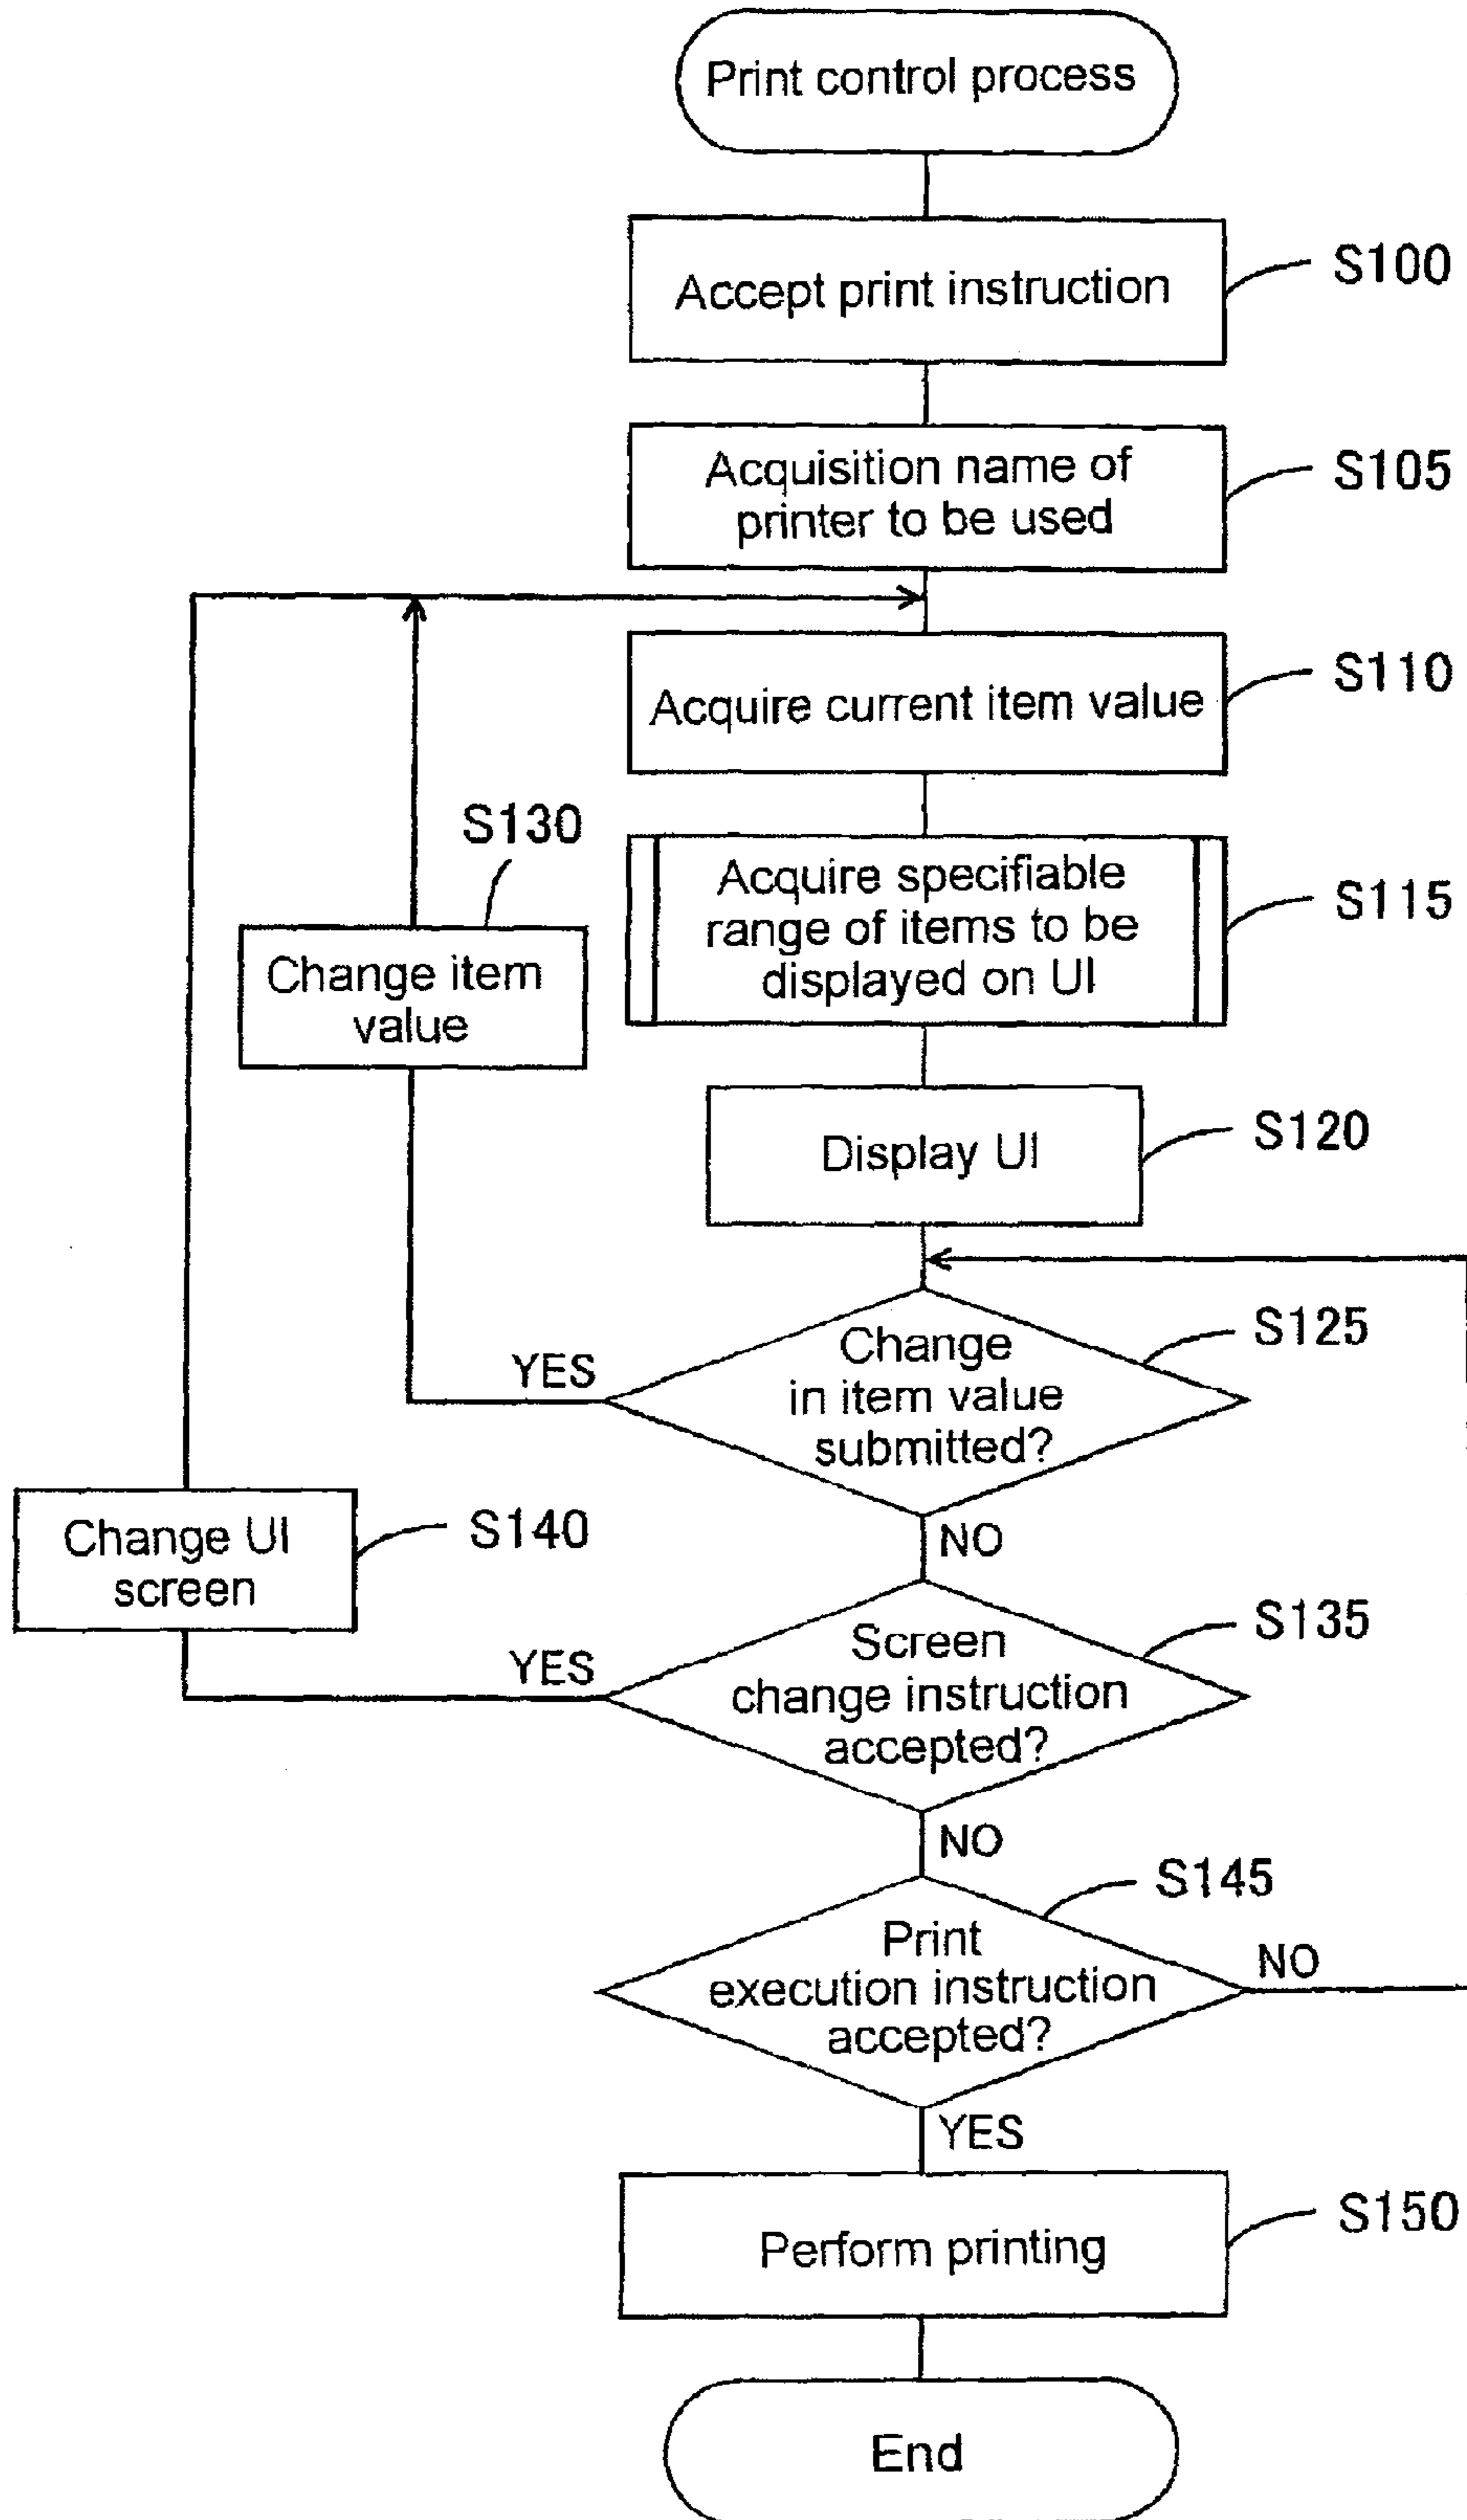 Print control process
Accept print instruction
S100
Acquisition name of
printer to be used
S105
Acquire current item value
S110
S130
Acquire specifiable
range of items to be
displayed on UI
S115
Change item
value
Display UI
S120
Change
in item value
submitted?
S125
YES
NO
Change UI
screen
S140
Screen
change instruction
accepted?
S135
YES
NO
Print
execution instruction
accepted?
S145
NO
YES
Perform printing
S150
End